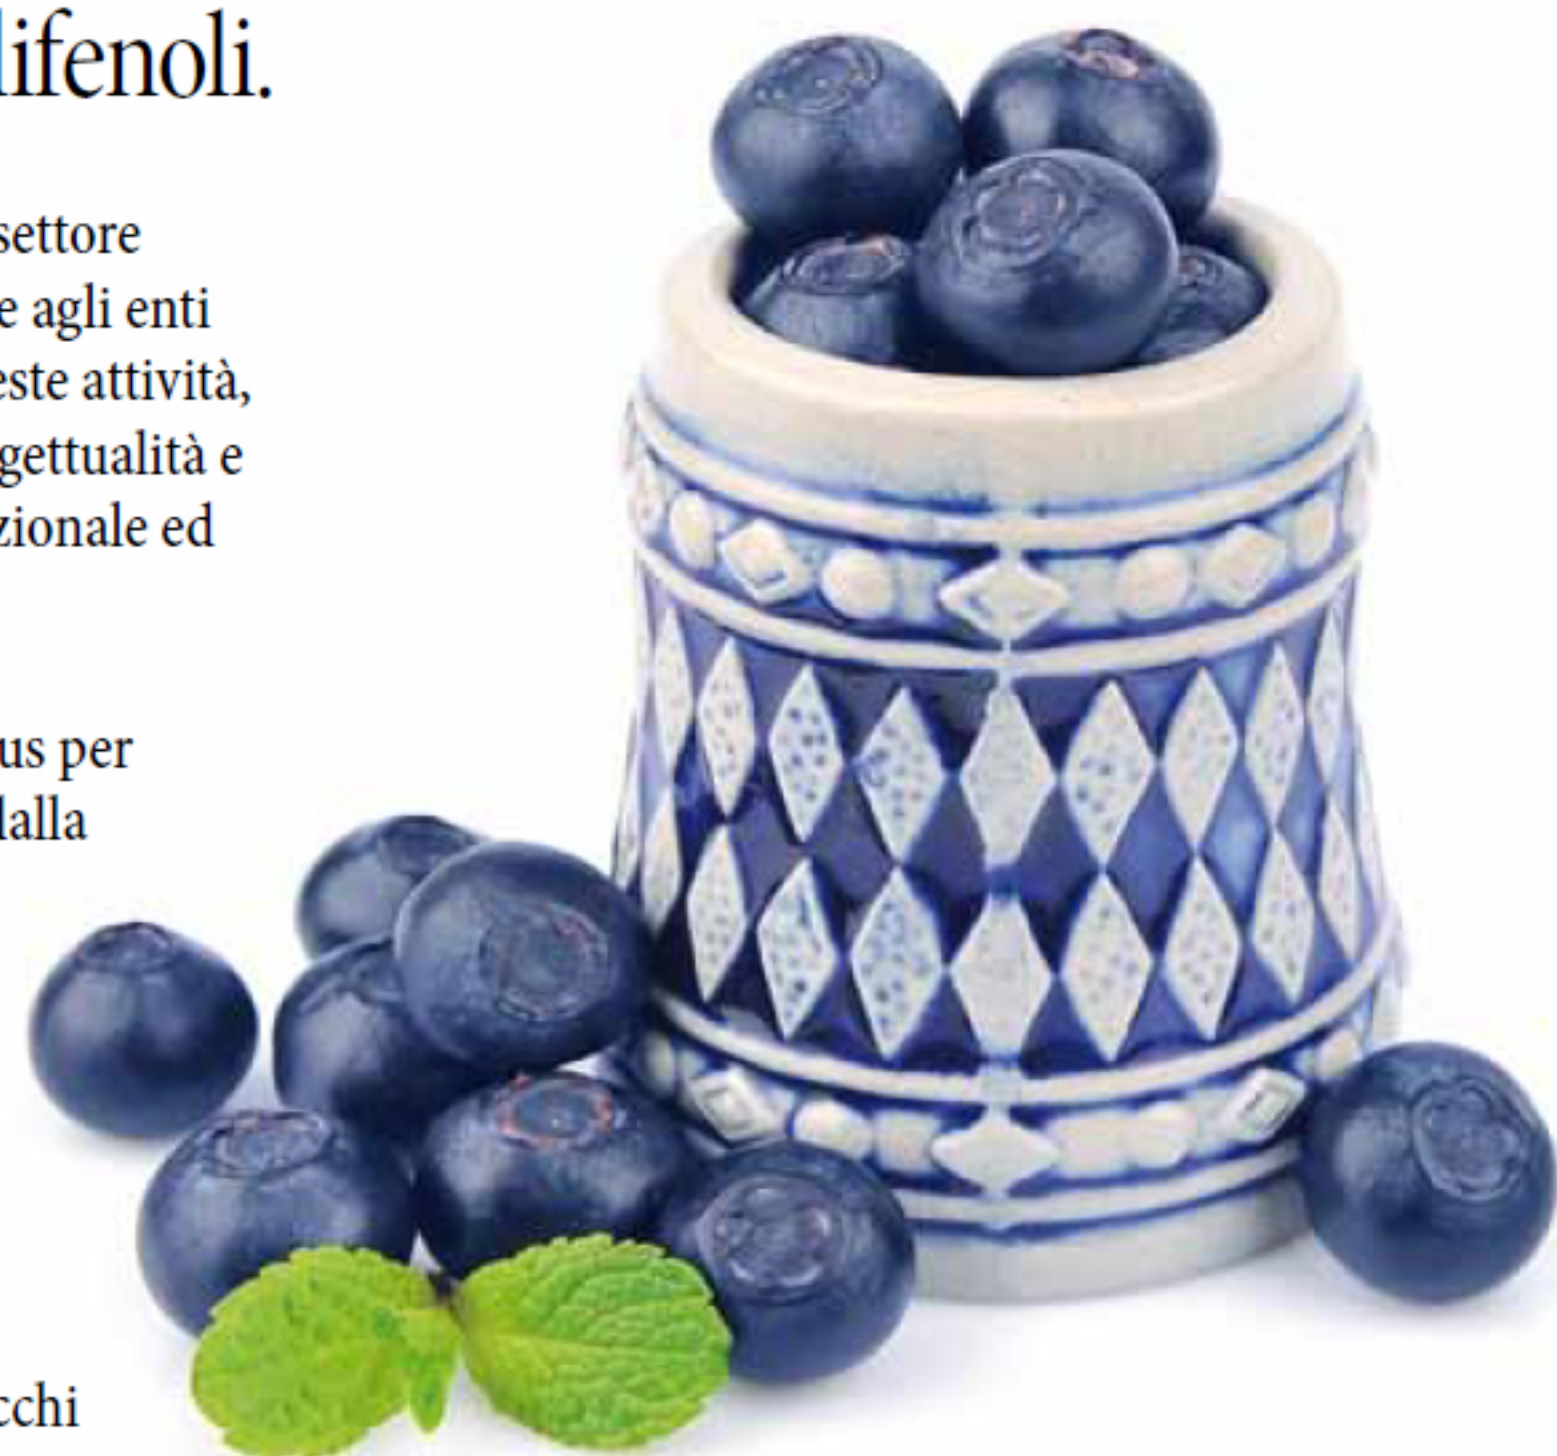 lifenoli.
settore
e agli enti
este attività,
gettualità e
zionale ed
us per
dalla
cchi